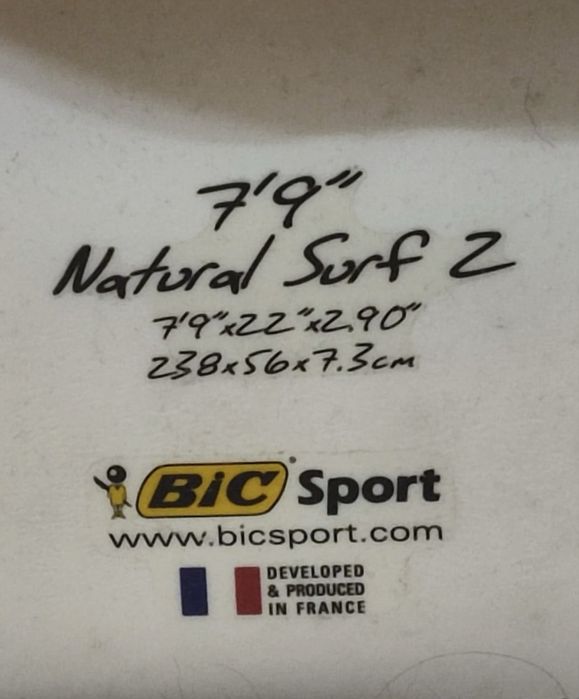 7'9"
Natural Surf 2
7'9"x22"x2.90"
238x56x7.3cm
BiC Sport
www.bicsport.com
DEVELOPED
& PRODUCED
IN FRANCE